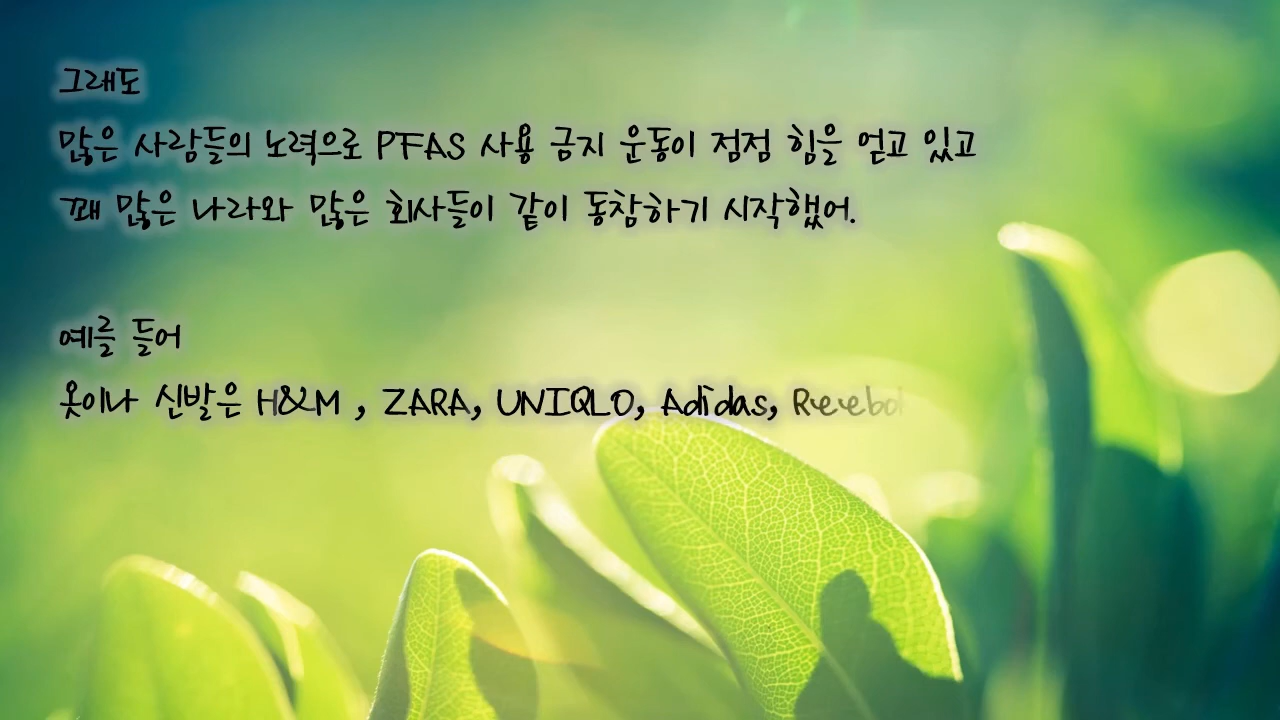 그래도
많은 사람들의 노력으로 PFAS 사용 금지 운동이 점점 힘을 얻고 있고
꽤 많은 나라와 많은 회사들이 같이 동참하기 시작했어.
예를 들어
옷이나 신발은 H&M , ZARA, UNIQLO, Adidas,